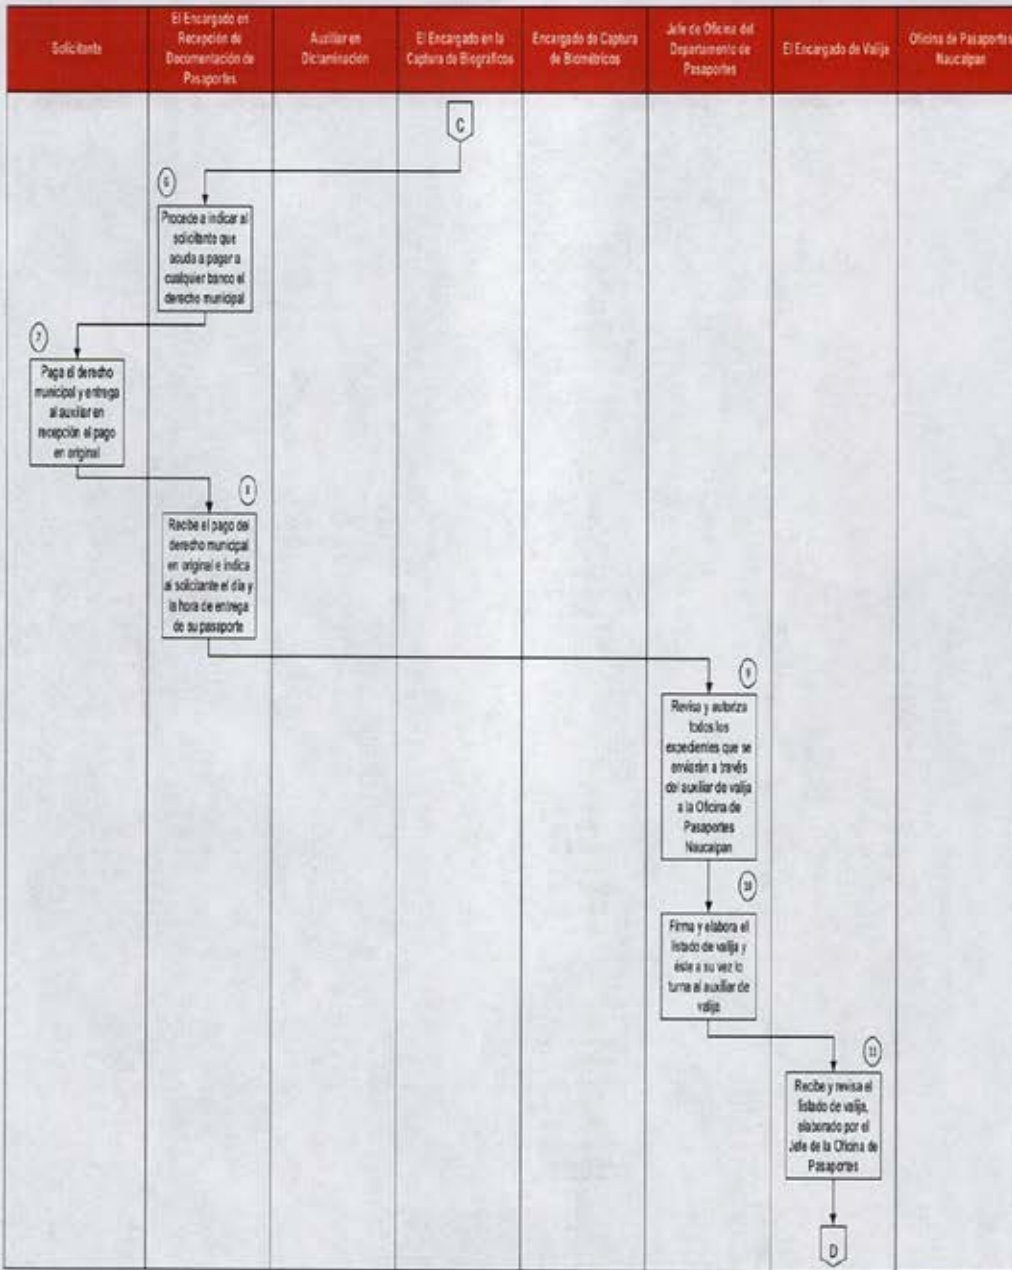 Solicitante
El Encargado en
Recepción de
Documentación de
Pasaportes
Auxiliar en
Dictaminación
El Encargado en la
Captura de Biográficos
Encargado de Captura
de Biométricos
Jefe de Oficina del
Departamento de
Pasaportes
El Encargado de Valija
Oficina de Pasaportes
Naucalpan
C
6
Procede a indicar al
solicitante que
acuda a pagar a
cualquier banco el
derecho municipal
7
Paga el derecho
municipal y entrega
al auxiliar en
recepción el pago
en original
8
Recibe el pago del
derecho municipal
en original e indica
al solicitante el día y
la hora de entrega
de su pasaporte
9
Revisa y autoriza
todos los
expedientes que se
enviarán a través
del auxiliar de valija
a la Oficina de
Pasaportes
Naucalpan
10
Firma y elabora el
listado de valija y
éste a su vez lo
turna al auxiliar de
valija
11
Recibe y revisa el
listado de valija,
elaborado por el
Jefe de la Oficina de
Pasaportes
D